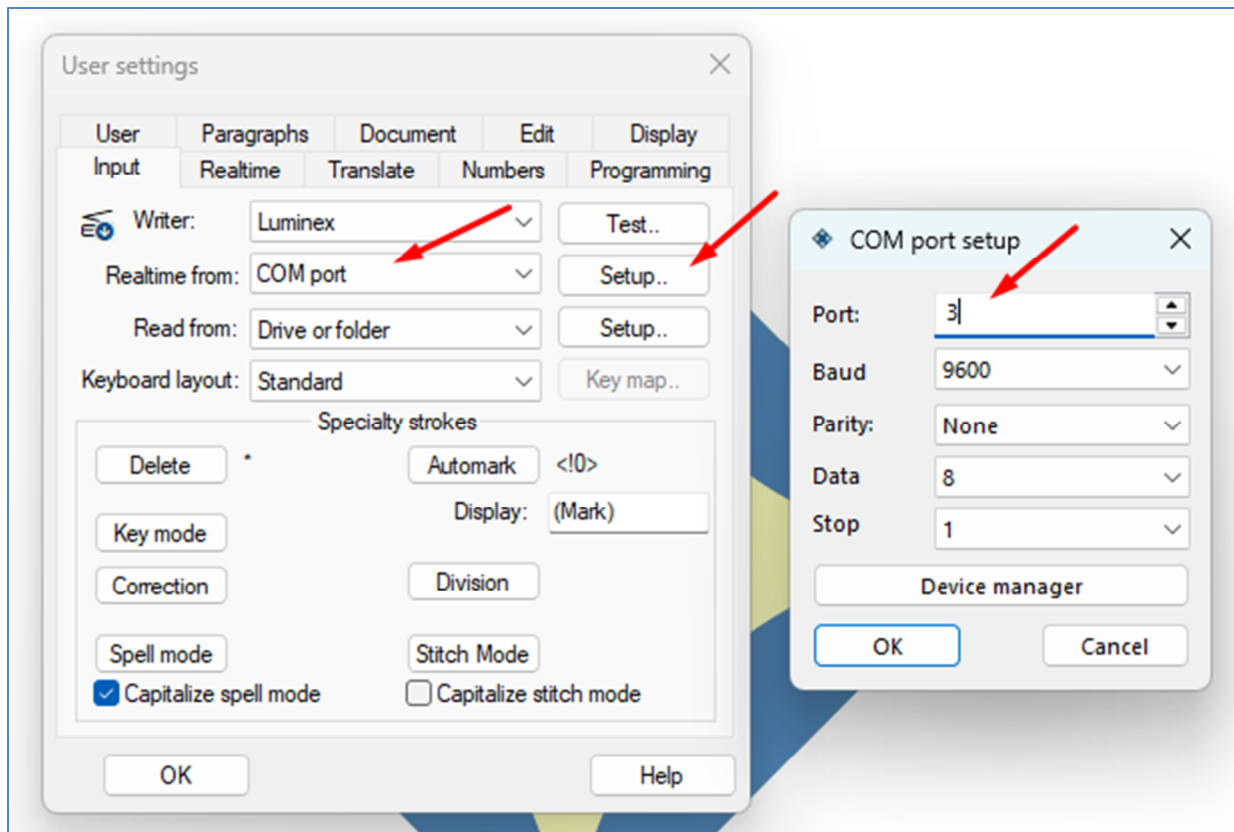 User settings
User Paragraphs Document Edit Display
Input Realtime Translate Numbers Programming
Writer: Luminex Test..
Realtime from: COM port Setup..
Read from: Drive or folder Setup..
Keyboard layout: Standard Key map..
Specialty strokes
Delete * Automark <!0>
Display: (Mark)
Key mode
Correction Division
Spell mode Stitch Mode
Capitalize spell mode Capitalize stitch mode
OK Help
COM port setup
Port: 3
Baud 9600
Parity: None
Data 8
Stop 1
Device manager
OK Cancel